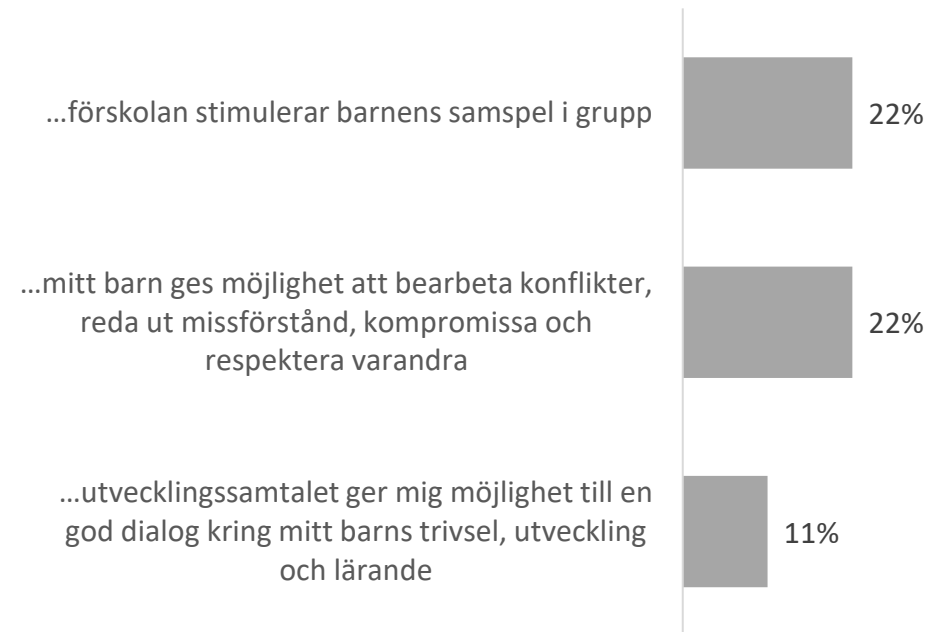 …förskolan stimulerar barnens samspel i grupp
22%
…mitt barn ges möjlighet att bearbeta konflikter,
reda ut missförstånd, kompromissa och
respektera varandra
22%
…utvecklingssamtalet ger mig möjlighet till en
god dialog kring mitt barns trivsel, utveckling
och lärande
11%